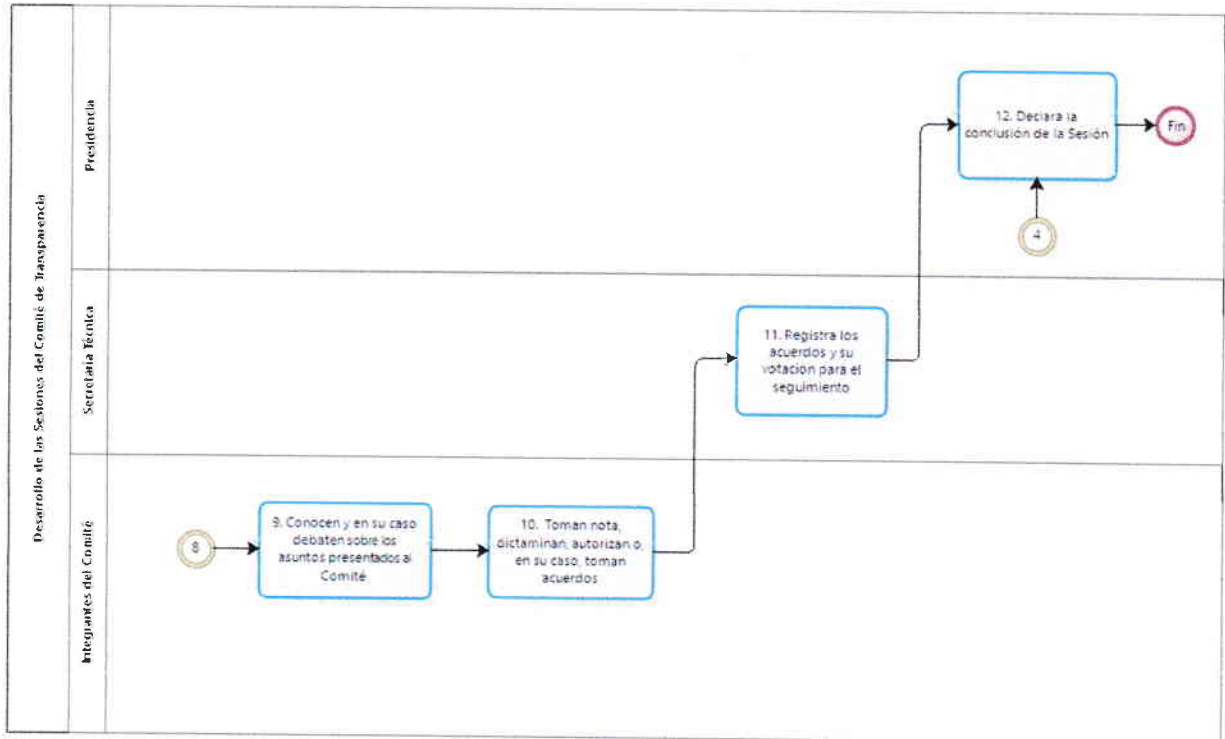 Desarrollo de las Sesiones del Comité de Transparencia
Presidencia
12. Declara la
conclusión de la Sesión
Fin
4
Secretaría Técnica
11. Registra los
acuerdos y su
votación para el
seguimiento
Integrantes del Comité
8
9. Conocen y en su caso
debaten sobre los
asuntos presentados al
Comité
10. Toman nota,
dictaminan, autorizan o,
en su caso, toman
acuerdos